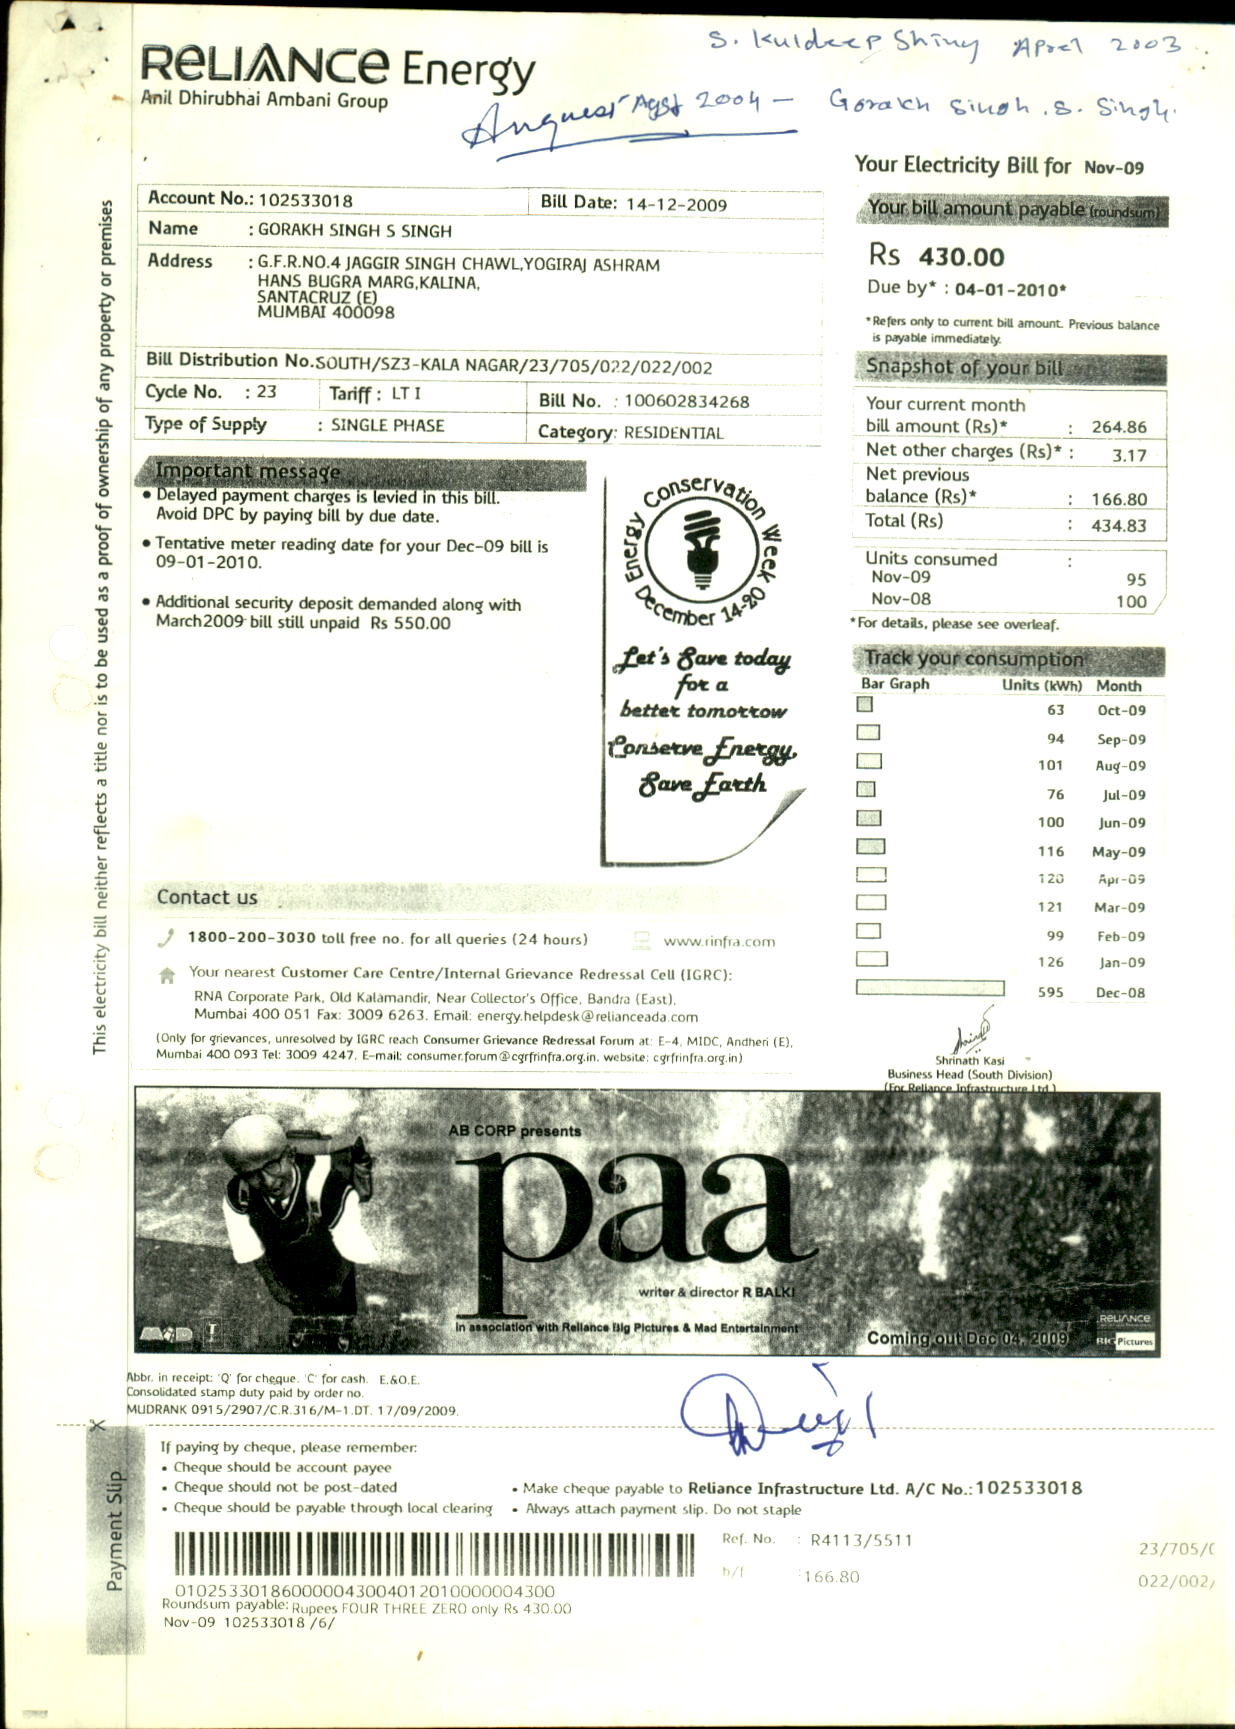 S. Kuldeep Shiny Aprel 2003
RELIANCE Energy
Anil Dhirubhai Ambani Group
Anguest Agst 2004 - Gorakh Singh . S. Singh.
Your Electricity Bill for Nov-09
Account No.: 102533018 Bill Date: 14-12-2009
Name : GORAKH SINGH S SINGH
Address : G.F.R.NO.4 JAGGIR SINGH CHAWL,YOGIRAJ ASHRAM
HANS BUGRA MARG,KALINA,
SANTACRUZ (E)
MUMBAI 400098
Bill Distribution No.SOUTH/SZ3-KALA NAGAR/23/705/022/022/002
Cycle No. : 23 Tariff : LT I Bill No. : 100602834268
Type of Supply : SINGLE PHASE Category: RESIDENTIAL
Your bill amount payable (roundsum)
Rs 430.00
Due by* : 04-01-2010*
*Refers only to current bill amount. Previous balance
is payable immediately.
Snapshot of your bill
Your current month
bill amount (Rs)* : 264.86
Net other charges (Rs)* : 3.17
Net previous
balance (Rs)* : 166.80
Total (Rs) : 434.83
Units consumed :
Nov-09 95
Nov-08 100
*For details, please see overleaf.
Important message
• Delayed payment charges is levied in this bill.
Avoid DPC by paying bill by due date.
• Tentative meter reading date for your Dec-09 bill is
09-01-2010.
• Additional security deposit demanded along with
March2009 bill still unpaid Rs 550.00
Energy Conservation Week
December 14-20
Let's Save today
for a
better tomorrow
Conserve Energy,
Save Earth
Track your consumption
Bar Graph Units (kWh) Month
63 Oct-09
94 Sep-09
101 Aug-09
76 Jul-09
100 Jun-09
116 May-09
120 Apr-09
121 Mar-09
99 Feb-09
126 Jan-09
595 Dec-08
Shrinath Kasi
Business Head (South Division)
(For Reliance Infrastructure Ltd.)
Contact us
1800-200-3030 toll free no. for all queries (24 hours) www.rinfra.com
Your nearest Customer Care Centre/Internal Grievance Redressal Cell (IGRC):
RNA Corporate Park, Old Kalamandir, Near Collector's Office, Bandra (East),
Mumbai 400 051 Fax: 3009 6263. Email: energy.helpdesk@relianceada.com
(Only for grievances, unresolved by IGRC reach Consumer Grievance Redressal Forum at: E-4, MIDC, Andheri (E),
Mumbai 400 093 Tel: 3009 4247. E-mail: consumer.forum@cgrfrinfra.org.in. website: cgrfrinfra.org.in)
This electricity bill neither reflects a title nor is to be used as a proof of ownership of any property or premises
AB CORP presents
paa
writer & director R BALKI
In association with Reliance Big Pictures & Mad Entertainment
Coming out Dec 04, 2009
MAD
RELIANCE
BIG Pictures
Abbr. in receipt: 'Q' for cheque. 'C' for cash. E.&O.E.
Consolidated stamp duty paid by order no.
MUDRANK 0915/2907/C.R.316/M-1.DT. 17/09/2009.
Payment Slip
If paying by cheque, please remember:
• Cheque should be account payee
• Cheque should not be post-dated
• Cheque should be payable through local clearing
• Make cheque payable to Reliance Infrastructure Ltd. A/C No.:102533018
• Always attach payment slip. Do not staple
Ref. No. : R4113/5511
b/f :166.80
23/705/0
022/002/
010253301860000043004012010000004300
Roundsum payable: Rupees FOUR THREE ZERO only Rs 430.00
Nov-09 102533018 /6/